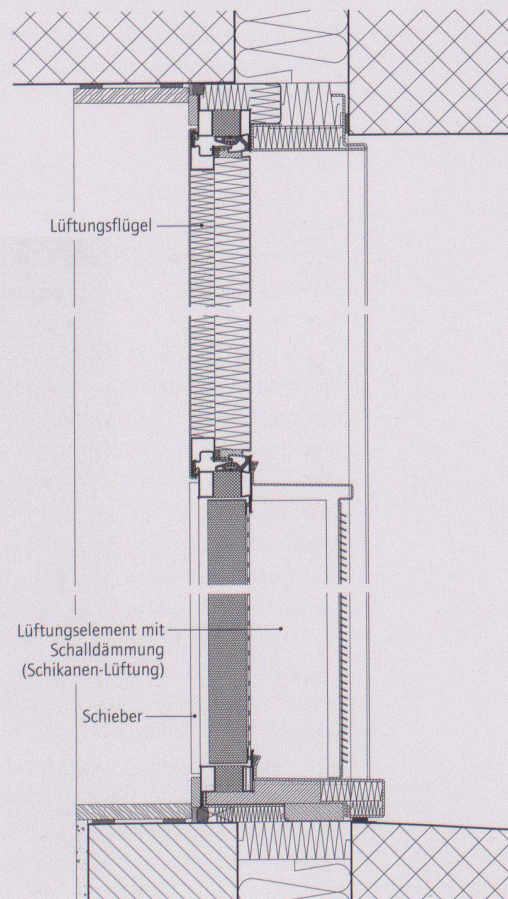 Lüftungsflügel
Lüftungselement mit
Schalldämmung
(Schikanen-Lüftung)
Schieber